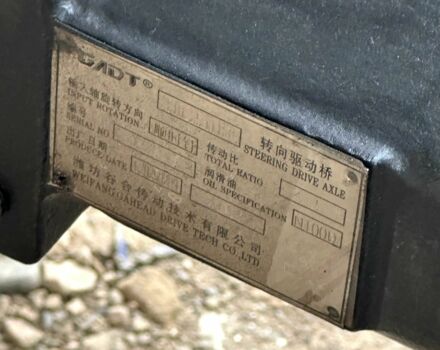 GADT®
转向驱动桥
STEERING DRIVE AXLE
输入轴旋转方向
INPUT ROTATION
传动比
TOTAL RATIO
编号
SERIAL NO
润滑油
OIL SPECIFICATION
出厂日期
PRODUCE DATE
潍坊谷合传动技术有限公司
WEIFANG GAHEAD DRIVE TECH CO.,LTD